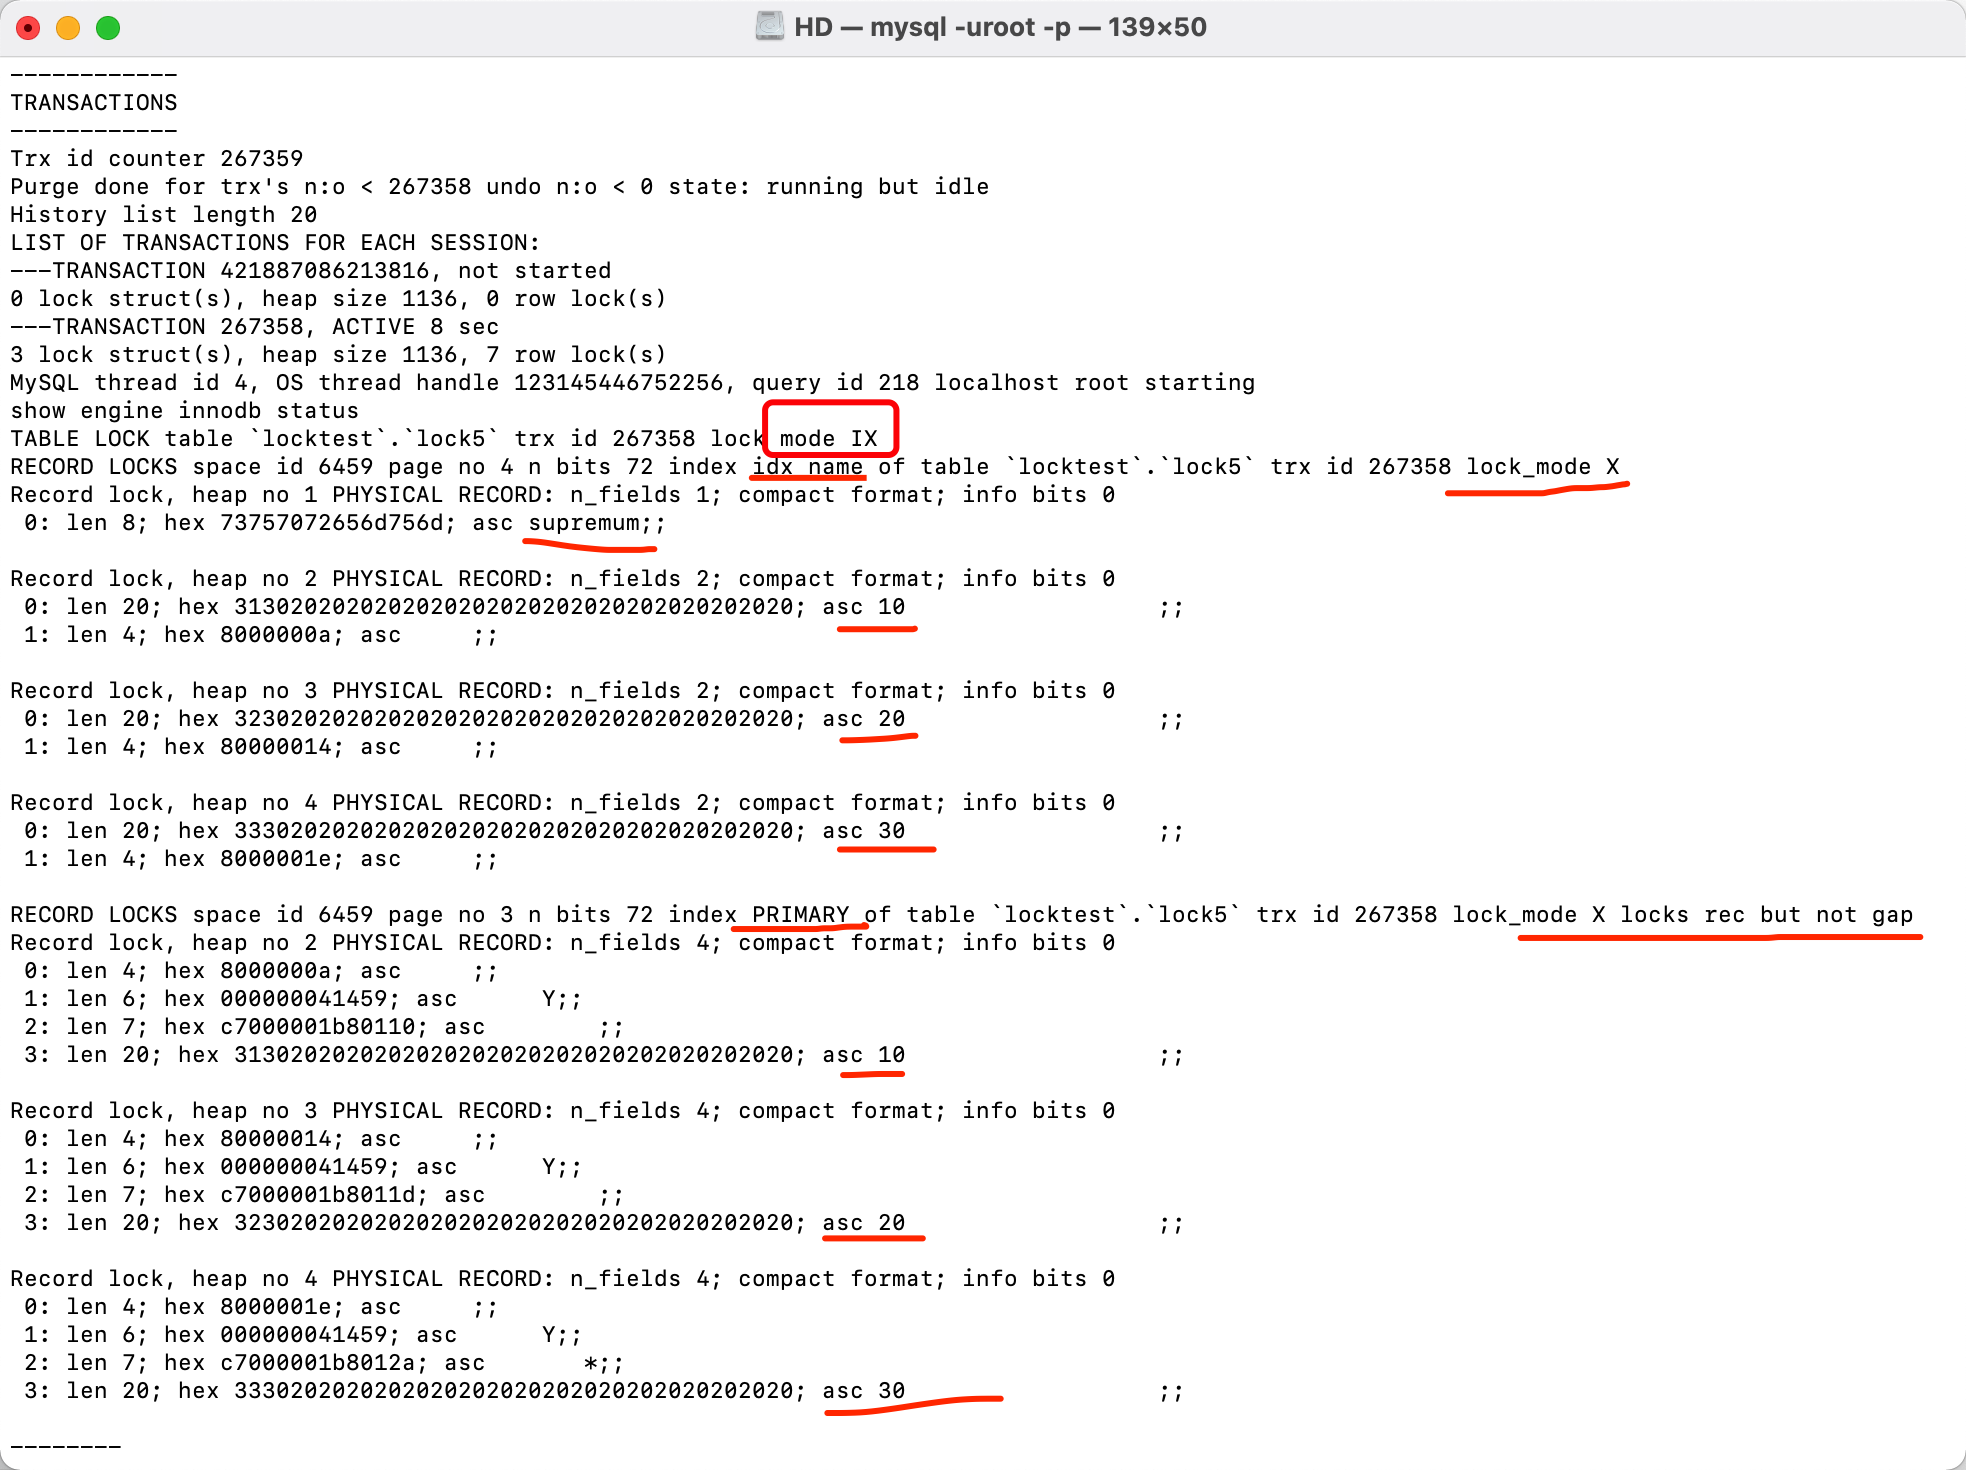 HD — mysql -uroot -p — 139×50
------------
TRANSACTIONS
------------
Trx id counter 267359
Purge done for trx's n:o < 267358 undo n:o < 0 state: running but idle
History list length 20
LIST OF TRANSACTIONS FOR EACH SESSION:
---TRANSACTION 421887086213816, not started
0 lock struct(s), heap size 1136, 0 row lock(s)
---TRANSACTION 267358, ACTIVE 8 sec
3 lock struct(s), heap size 1136, 7 row lock(s)
MySQL thread id 4, OS thread handle 123145446752256, query id 218 localhost root starting
show engine innodb status
TABLE LOCK table `locktest`.`lock5` trx id 267358 lock mode IX
RECORD LOCKS space id 6459 page no 4 n bits 72 index idx_name of table `locktest`.`lock5` trx id 267358 lock_mode X
Record lock, heap no 1 PHYSICAL RECORD: n_fields 1; compact format; info bits 0
 0: len 8; hex 73757072656d756d; asc supremum;;
Record lock, heap no 2 PHYSICAL RECORD: n_fields 2; compact format; info bits 0
 0: len 20; hex 3130202020202020202020202020202020202020; asc 10                  ;;
 1: len 4; hex 8000000a; asc     ;;
Record lock, heap no 3 PHYSICAL RECORD: n_fields 2; compact format; info bits 0
 0: len 20; hex 3230202020202020202020202020202020202020; asc 20                  ;;
 1: len 4; hex 80000014; asc     ;;
Record lock, heap no 4 PHYSICAL RECORD: n_fields 2; compact format; info bits 0
 0: len 20; hex 3330202020202020202020202020202020202020; asc 30                  ;;
 1: len 4; hex 8000001e; asc     ;;
RECORD LOCKS space id 6459 page no 3 n bits 72 index PRIMARY of table `locktest`.`lock5` trx id 267358 lock_mode X locks rec but not gap
Record lock, heap no 2 PHYSICAL RECORD: n_fields 4; compact format; info bits 0
 0: len 4; hex 8000000a; asc     ;;
 1: len 6; hex 000000041459; asc      Y;;
 2: len 7; hex c7000001b80110; asc        ;;
 3: len 20; hex 3130202020202020202020202020202020202020; asc 10                  ;;
Record lock, heap no 3 PHYSICAL RECORD: n_fields 4; compact format; info bits 0
 0: len 4; hex 80000014; asc     ;;
 1: len 6; hex 000000041459; asc      Y;;
 2: len 7; hex c7000001b8011d; asc        ;;
 3: len 20; hex 3230202020202020202020202020202020202020; asc 20                  ;;
Record lock, heap no 4 PHYSICAL RECORD: n_fields 4; compact format; info bits 0
 0: len 4; hex 8000001e; asc     ;;
 1: len 6; hex 000000041459; asc      Y;;
 2: len 7; hex c7000001b8012a; asc       *;;
 3: len 20; hex 3330202020202020202020202020202020202020; asc 30                  ;;
--------